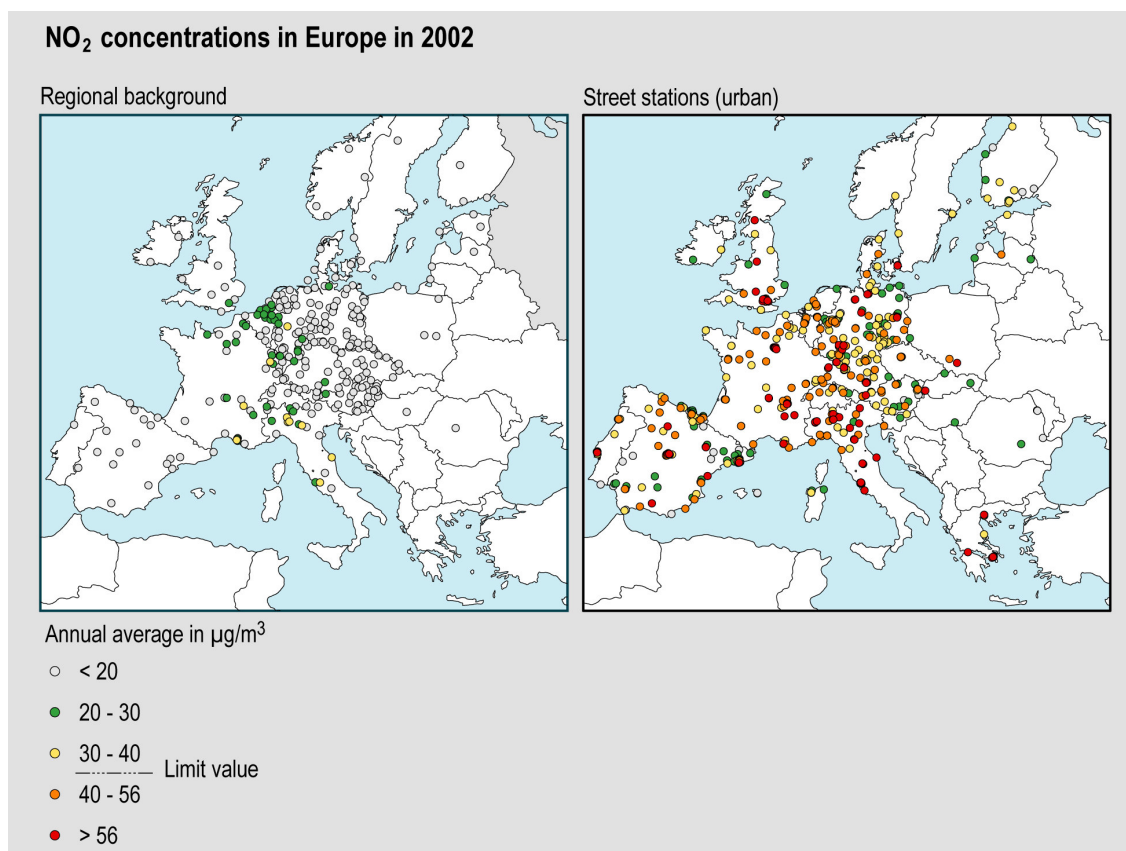 NO₂ concentrations in Europe in 2002
Regional background
Street stations (urban)
Annual average in µg/m³
< 20
20 - 30
30 - 40
Limit value
40 - 56
> 56